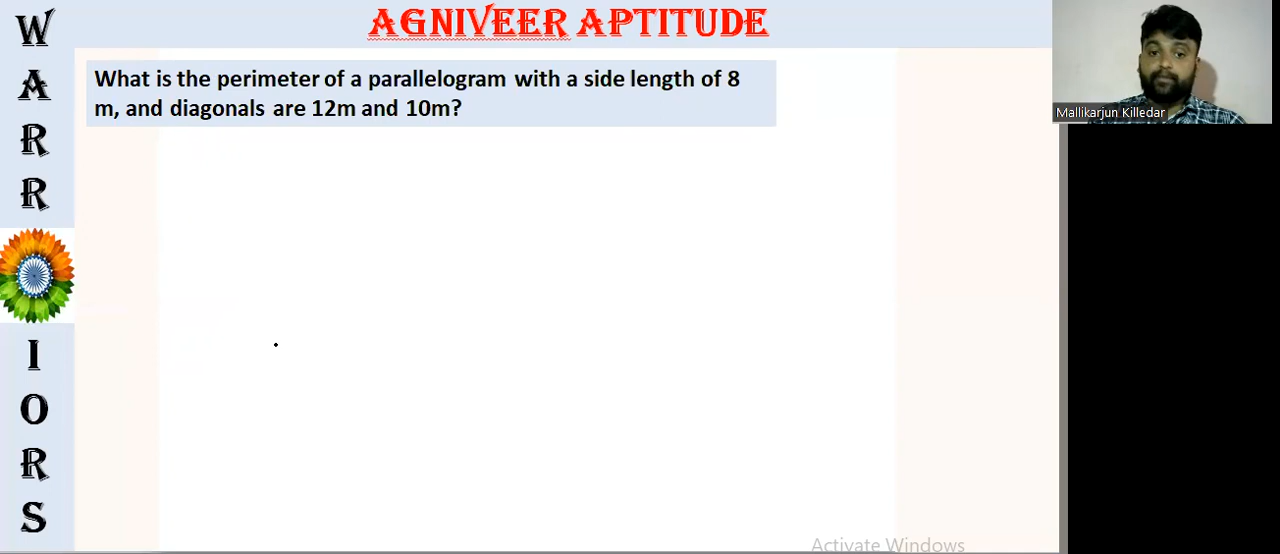 AGNIVEER APTITUDE
W
A
R
R
I
O
R
S
What is the perimeter of a parallelogram with a side length of 8
m, and diagonals are 12m and 10m?
Mallikarjun Killedar
Activate Windows